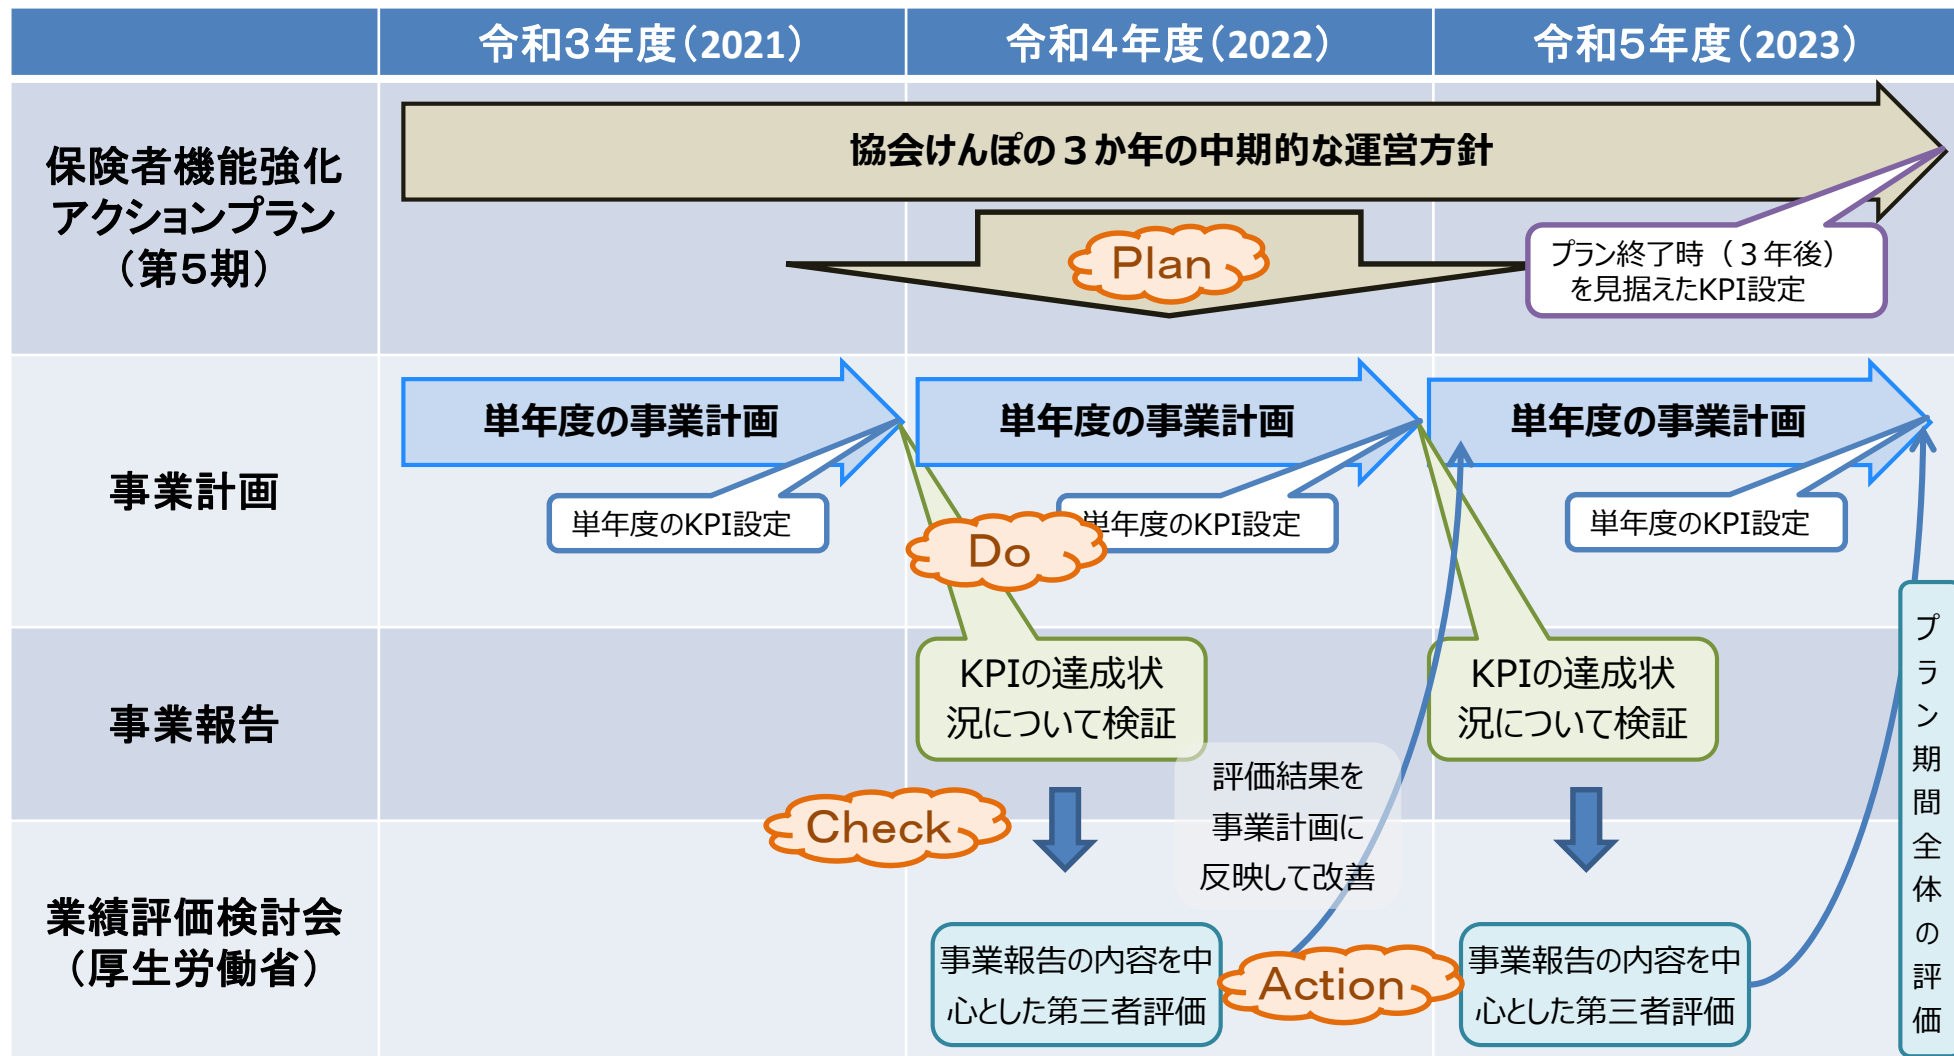 令和３年度（2021）
令和４年度（2022）
令和５年度（2023）
保険者機能強化
アクションプラン
（第５期）
協会けんぽの３か年の中期的な運営方針
Plan
プラン終了時（３年後）
を見据えたKPI設定
事業計画
単年度の事業計画
単年度の事業計画
単年度の事業計画
単年度のKPI設定
単年度のKPI設定
単年度のKPI設定
Do
事業報告
KPIの達成状
況について検証
KPIの達成状
況について検証
評価結果を
事業計画に
反映して改善
Check
業績評価検討会
（厚生労働省）
事業報告の内容を中
心とした第三者評価
Action
事業報告の内容を中
心とした第三者評価
プラン期間全体の評価